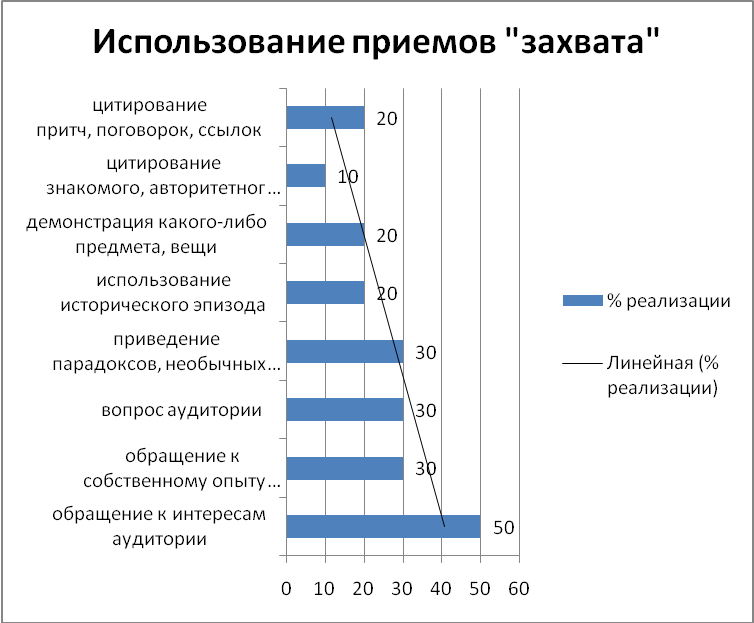 Использование приемов "захвата"
цитирование
притч, поговорок, ссылок
20
цитирование
знакомого, авторитетног ...
10
демонстрация какого-либо
предмета, вещи
20
использование
исторического эпизода
20
приведение
парадоксов, необычных ...
30
вопрос аудитории
30
обращение к
собственному опыту ...
30
обращение к интересам
аудитории
50
0 10 20 30 40 50 60
% реализации
Линейная (%
реализации)